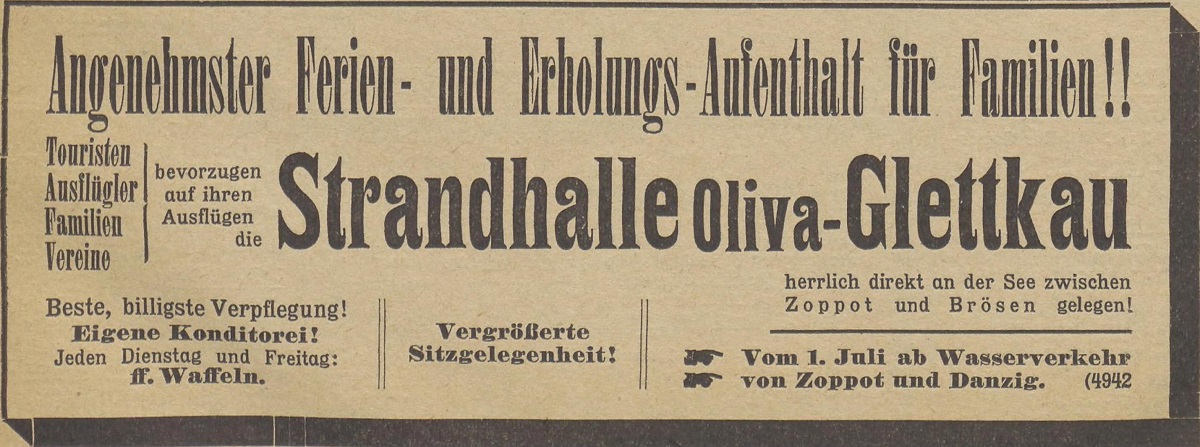 Angenehmster Ferien- und Erholungs-Aufenthalt für Familien!!
Touristen
Ausflügler
Familien
Vereine
bevorzugen
auf ihren
Ausflügen
die
Strandhalle Oliva-Glettkau
herrlich direkt an der See zwischen
Zoppot und Brösen gelegen!
Beste, billigste Verpflegung!
Eigene Konditorei!
Jeden Dienstag und Freitag:
ff. Waffeln.
Vergrößerte
Sitzgelegenheit!
☛ Vom 1. Juli ab Wasserverkehr
☛ von Zoppot und Danzig. (4942